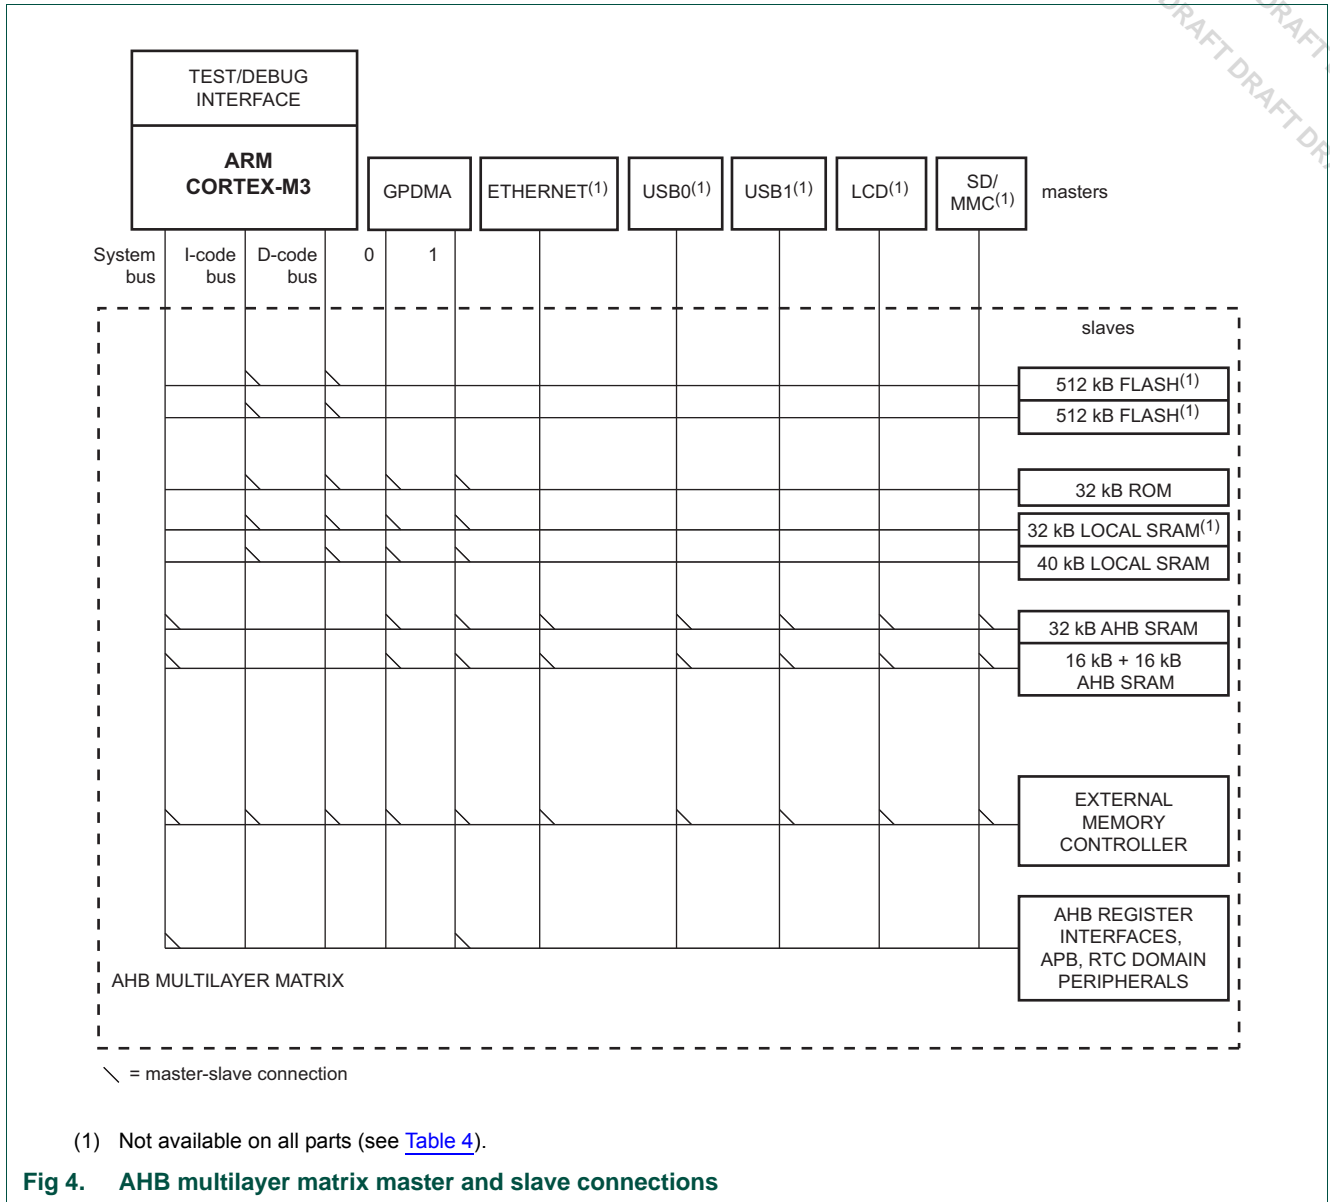 DRAFT DRAFT DRA
DRAFT
TEST/DEBUG
INTERFACE
ARM
CORTEX-M3
GPDMA
ETHERNET(1)
USB0(1)
USB1(1)
LCD(1)
SD/
MMC(1)
masters
System
bus
I-code
bus
D-code
bus
0
1
slaves
512 kB FLASH(1)
512 kB FLASH(1)
32 kB ROM
32 kB LOCAL SRAM(1)
40 kB LOCAL SRAM
32 kB AHB SRAM
16 kB + 16 kB
AHB SRAM
EXTERNAL
MEMORY
CONTROLLER
AHB REGISTER
INTERFACES,
APB, RTC DOMAIN
PERIPHERALS
AHB MULTILAYER MATRIX
= master-slave connection
(1) Not available on all parts (see Table 4).
Fig 4. AHB multilayer matrix master and slave connections